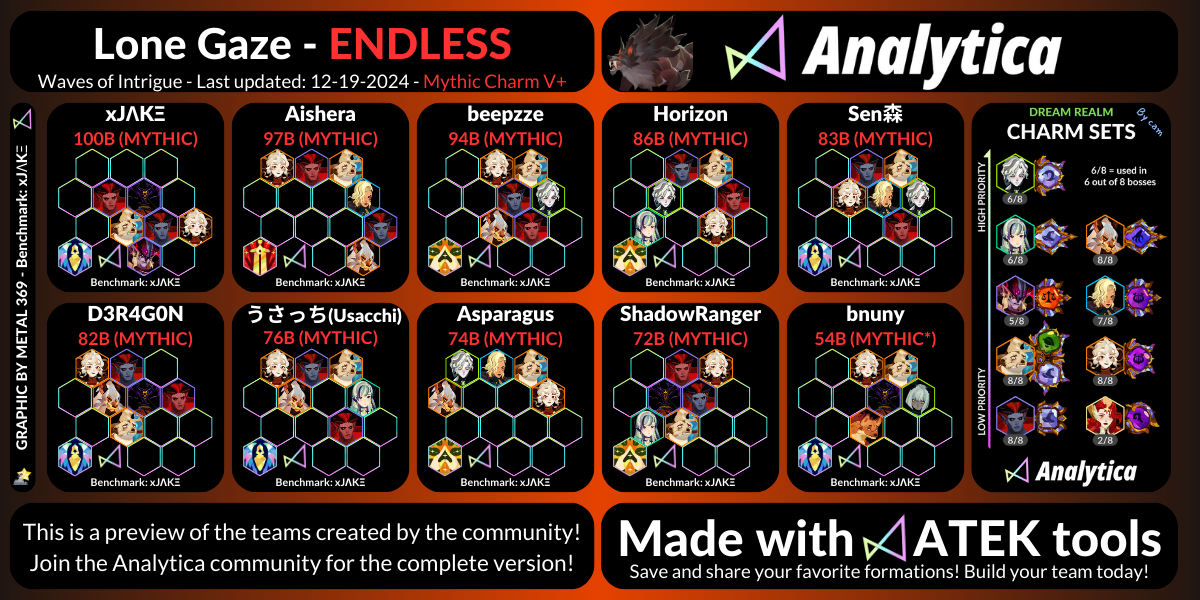 Lone Gaze - ENDLESS
Waves of Intrigue - Last updated: 12-19-2024 - Mythic Charm V+
Analytica
GRAPHIC BY METAL 369 - Benchmark: xJΛKΞ
xJΛKΞ
100B (MYTHIC)
Benchmark: xJΛKΞ
Aishera
97B (MYTHIC)
Benchmark: xJΛKΞ
beepzze
94B (MYTHIC)
Benchmark: xJΛKΞ
Horizon
86B (MYTHIC)
Benchmark: xJΛKΞ
Sen森
83B (MYTHIC)
Benchmark: xJΛKΞ
D3R4G0N
82B (MYTHIC)
Benchmark: xJΛKΞ
うさっち(Usacchi)
76B (MYTHIC)
Benchmark: xJΛKΞ
Asparagus
74B (MYTHIC)
Benchmark: xJΛKΞ
ShadowRanger
72B (MYTHIC)
Benchmark: xJΛKΞ
bnuny
54B (MYTHIC*)
Benchmark: xJΛKΞ
DREAM REALM
CHARM SETS
By cam
HIGH PRIORITY
LOW PRIORITY
6/8 = used in
6 out of 8 bosses
6/8
6/8
8/8
5/8
7/8
8/8
8/8
8/8
2/8
Analytica
This is a preview of the teams created by the community!
Join the Analytica community for the complete version!
Made with ATEK tools
Save and share your favorite formations! Build your team today!